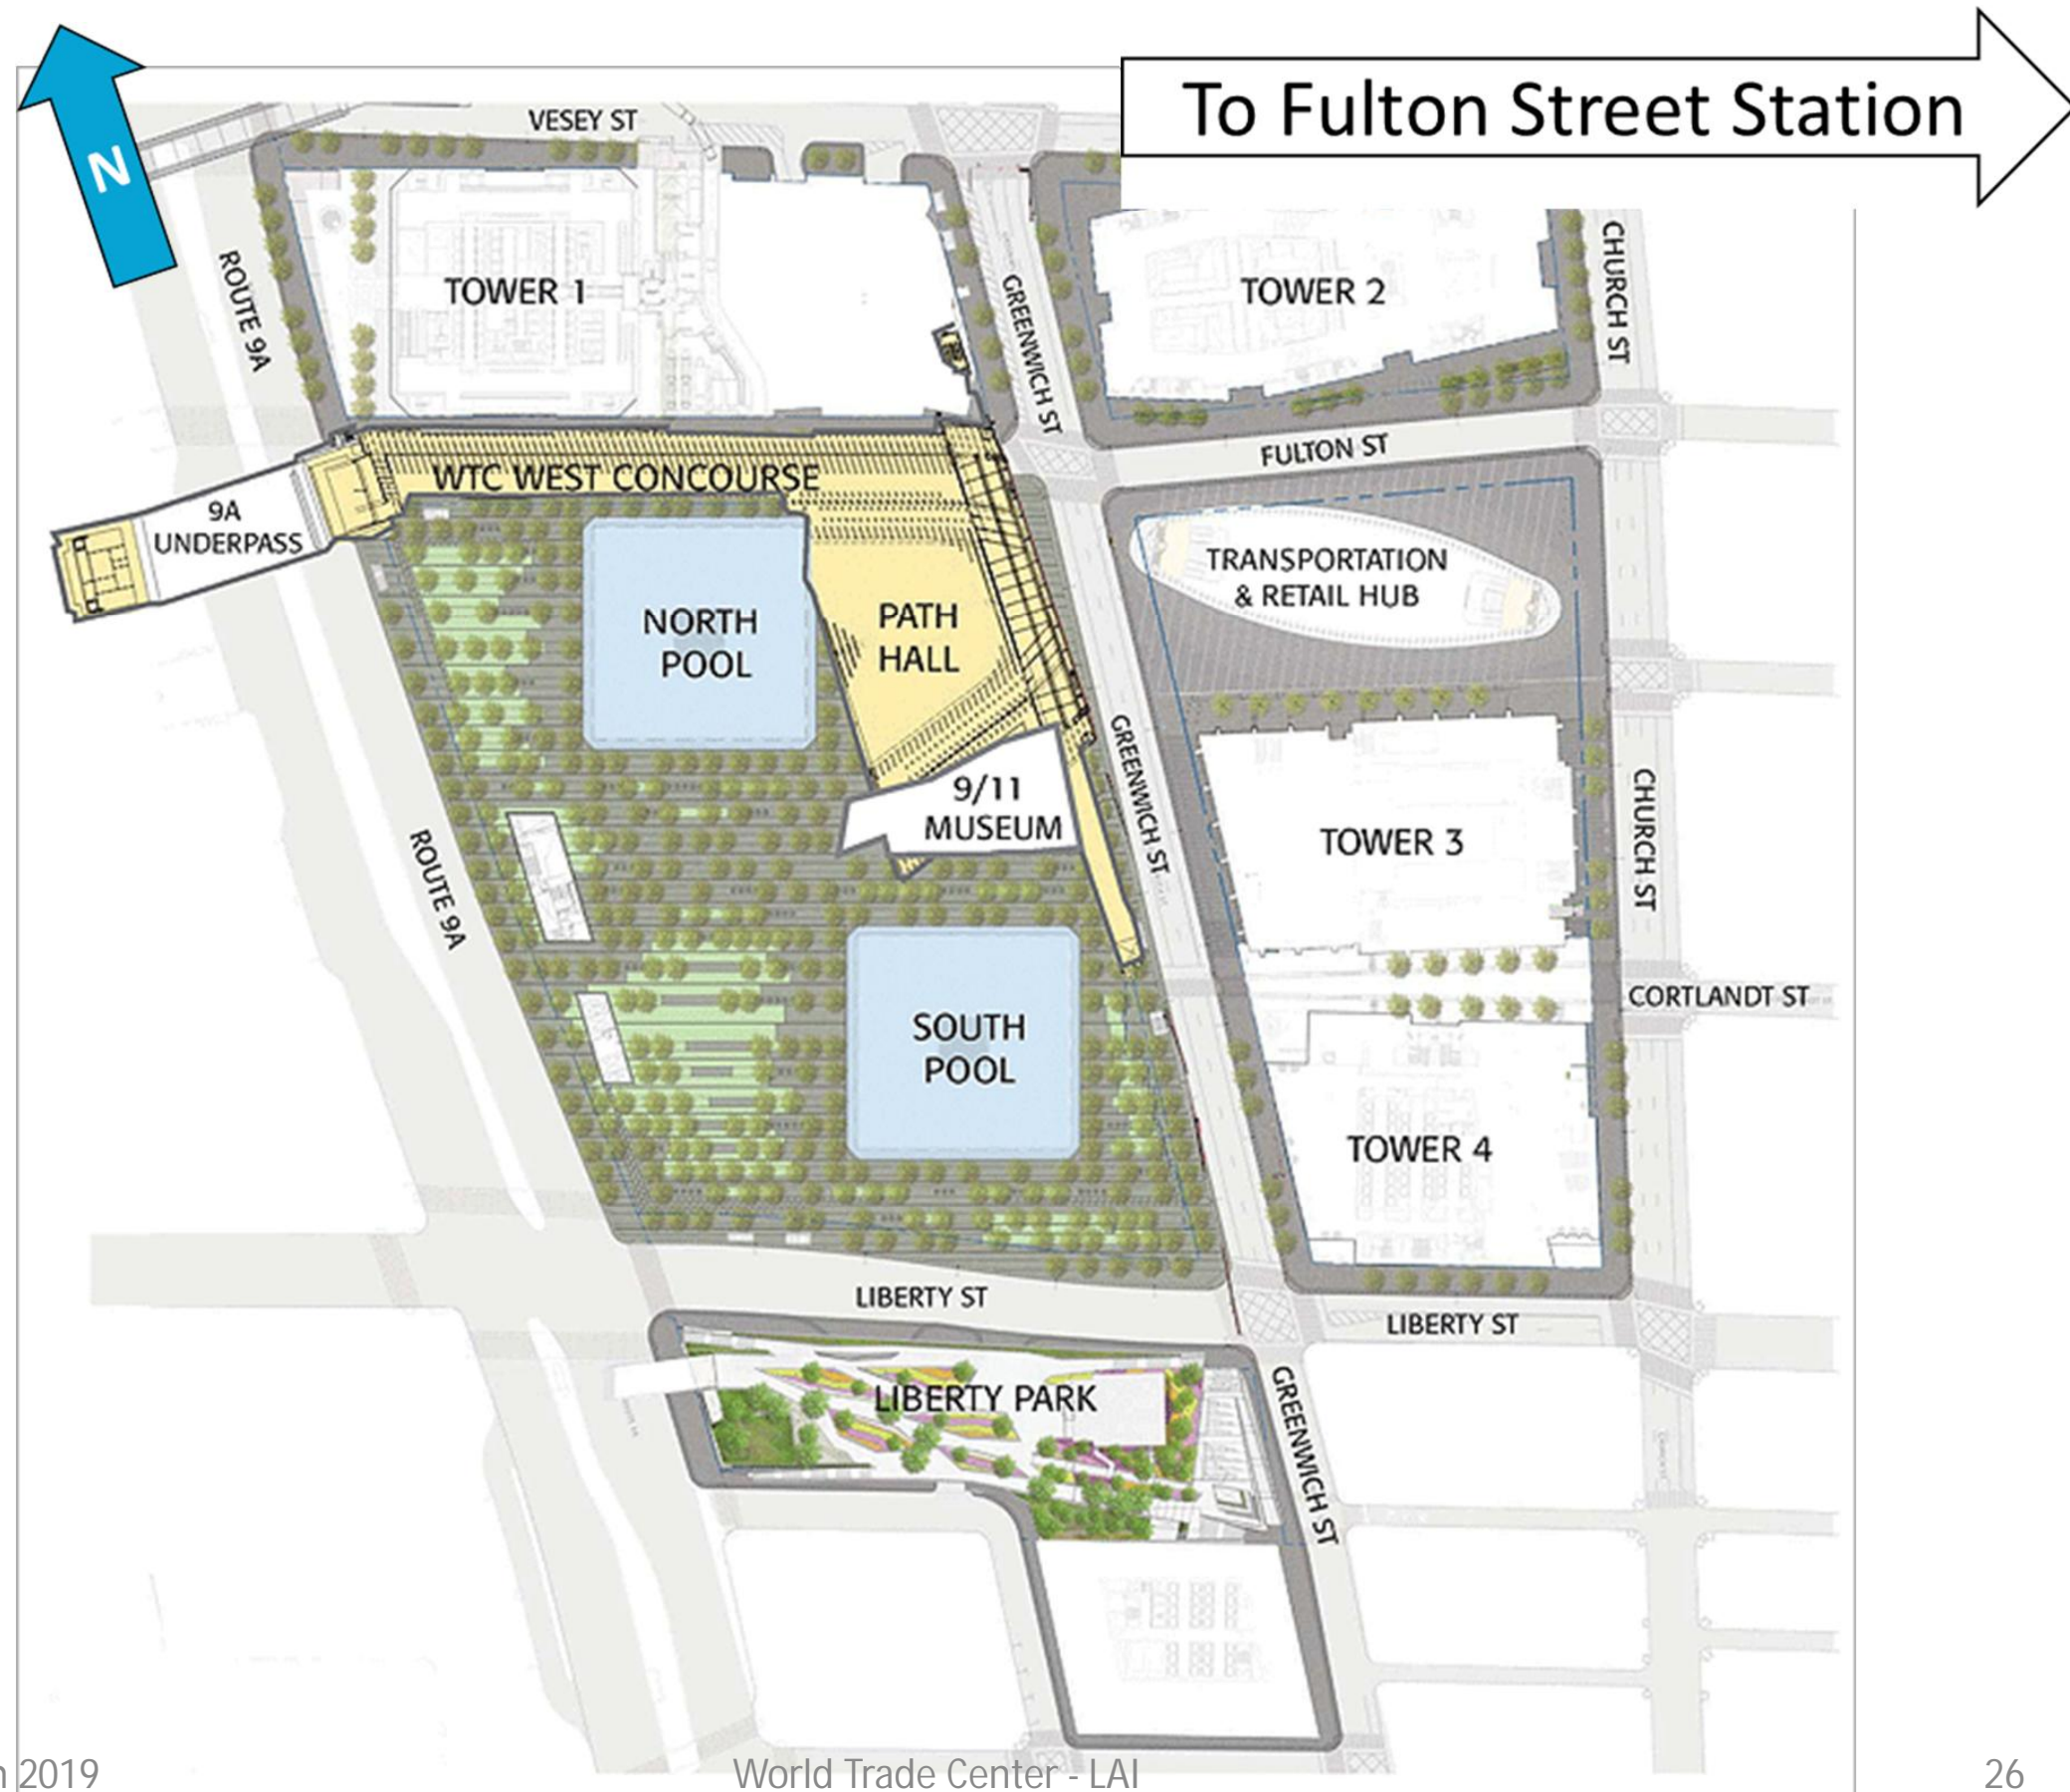 To Fulton Street Station
N
VESEY ST
ROUTE 9A
TOWER 1
GREENWICH ST
TOWER 2
CHURCH ST
FULTON ST
WTC WEST CONCOURSE
9A
UNDERPASS
TRANSPORTATION
& RETAIL HUB
NORTH
POOL
PATH
HALL
GREENWICH ST
9/11
MUSEUM
ROUTE 9A
TOWER 3
CHURCH ST
CORTLANDT ST
SOUTH
POOL
TOWER 4
LIBERTY ST
LIBERTY ST
LIBERTY PARK
GREENWICH ST
2019
World Trade Center - LAI
26